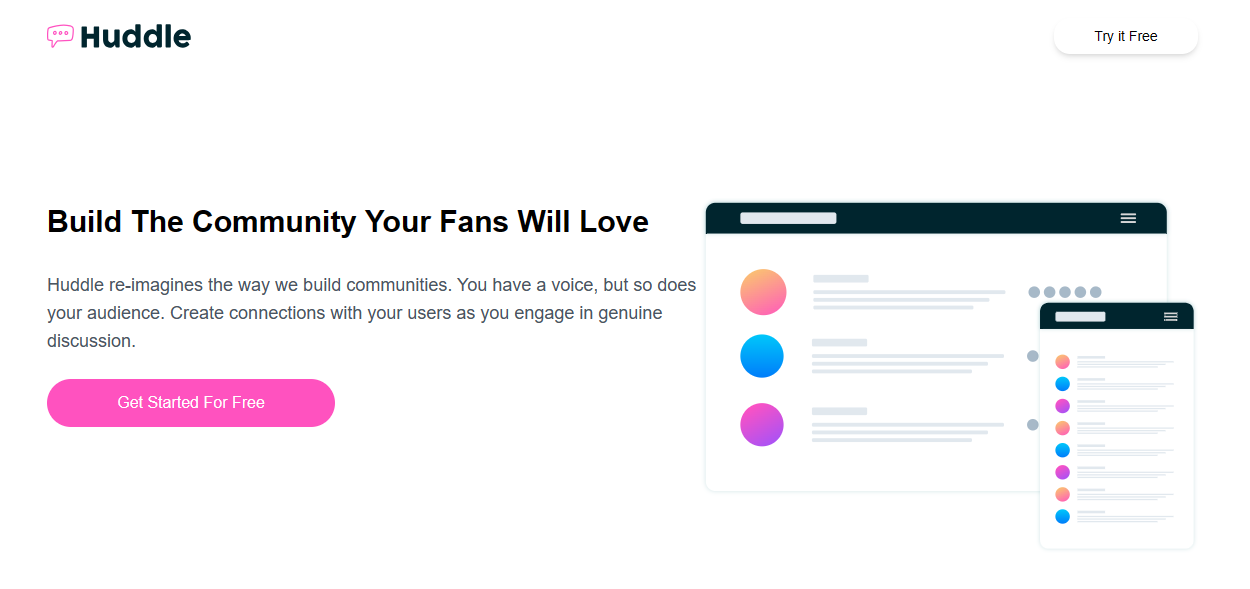 Huddle
Try it Free
Build The Community Your Fans Will Love
Huddle re-imagines the way we build communities. You have a voice, but so does
your audience. Create connections with your users as you engage in genuine
discussion.
Get Started For Free